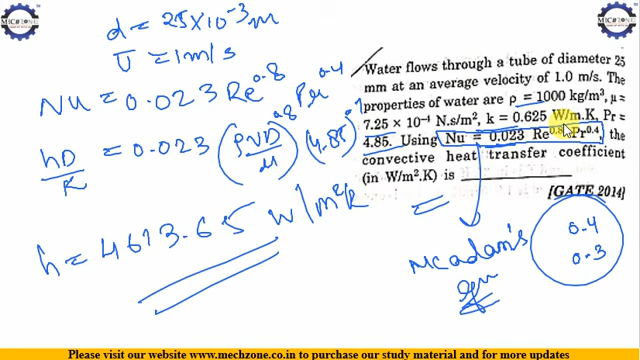 MECHZONE
MECHZONE
d = 25 × 10⁻³ m
U = 1 m/s
Nu = 0.023 Re^0.8 Pr^0.4
hD/K = 0.023 (ρVD/μ)^0.8 (4.85)^0.4
h = 4613.65 W/m²K
Water flows through a tube of diameter 25
mm at an average velocity of 1.0 m/s. The
properties of water are ρ = 1000 kg/m³, μ =
7.25 × 10⁻⁴ N.s/m², k = 0.625 W/m.K, Pr =
4.85. Using Nu = 0.023 Re^0.8 Pr^0.4 the
convective heat transfer coefficient
(in W/m².K) is
[GATE 2014]
=
Mcadam's
0.4
0.3
Please visit our website www.mechzone.co.in to purchase our study material and for more updates